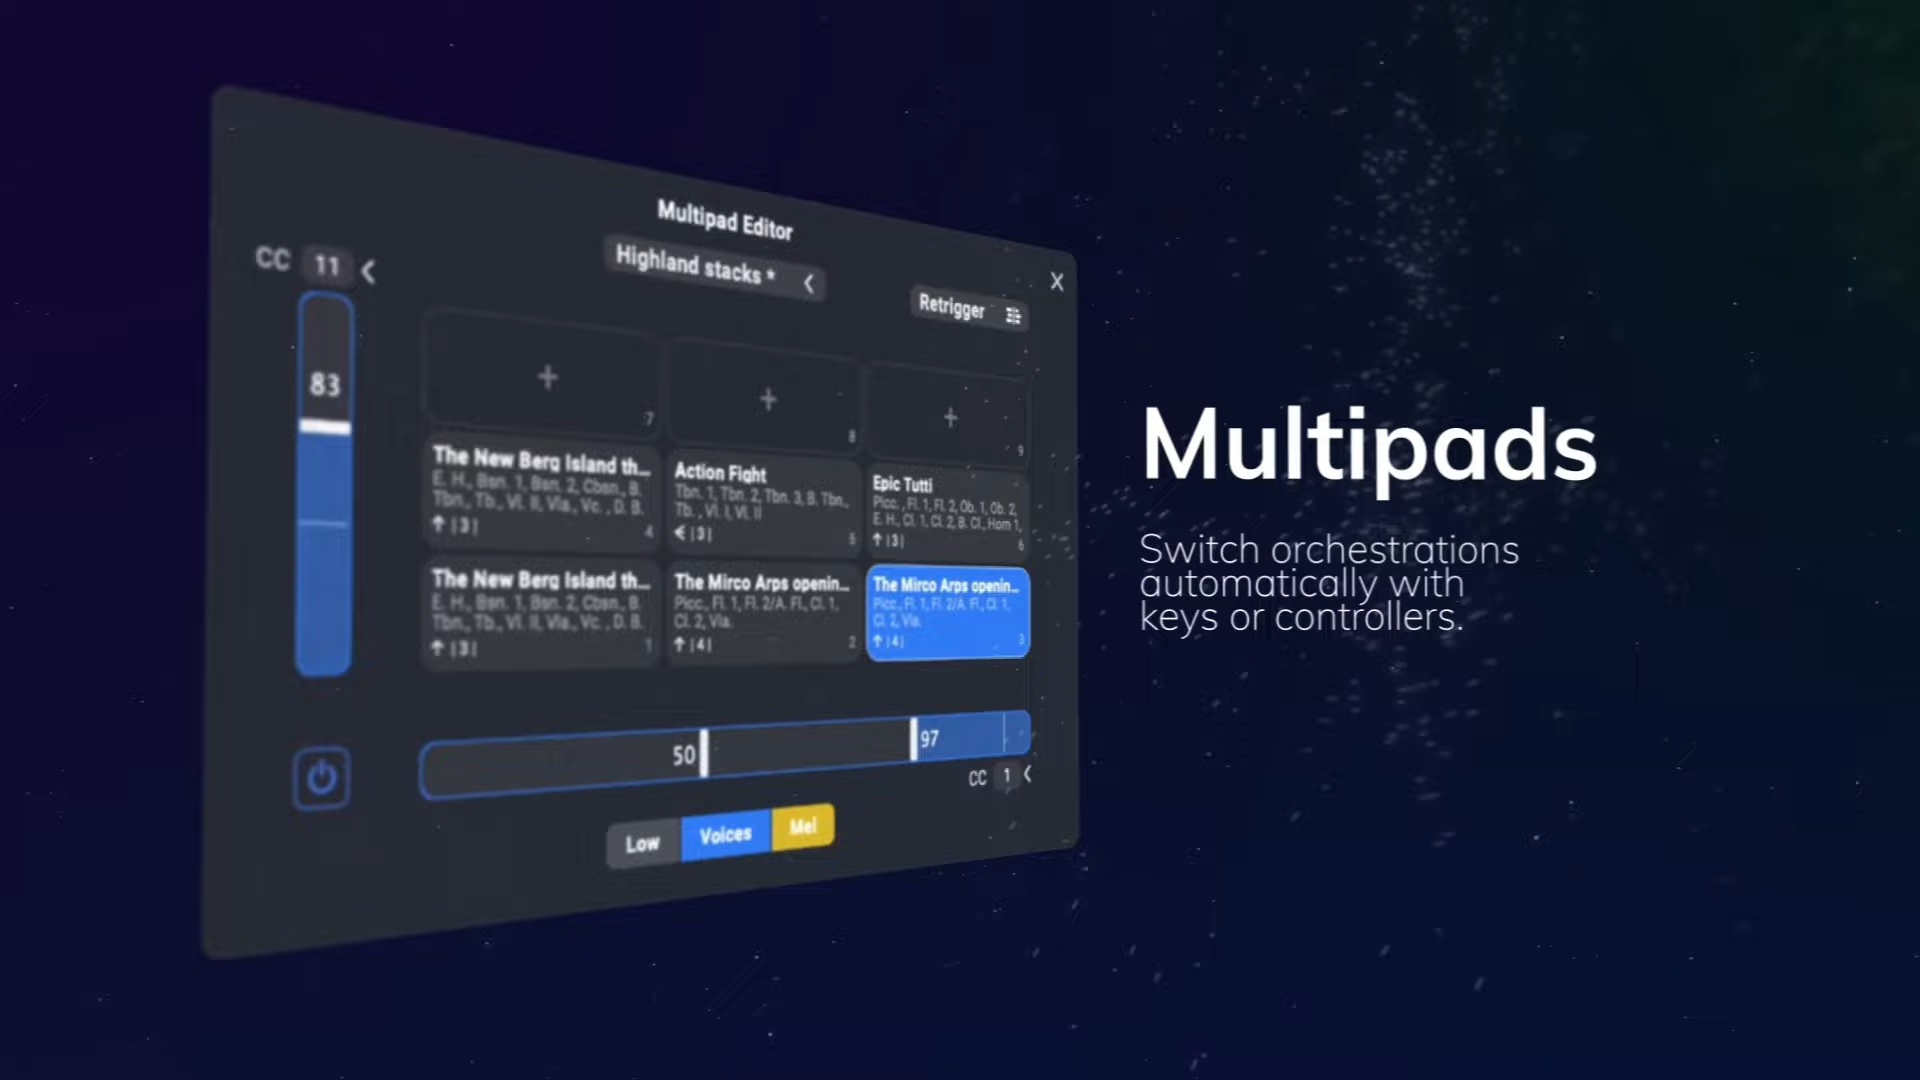 Multipad Editor
CC 11
Highland stacks *
Retrigger
X
83
+
7
+
8
+
9
The New Berg Island th...
E. H., Bsn. 1, Bsn. 2, Cbsn., B.
Tbn., Tb., Vl. II, Vla., Vc. , D. B.
|3|
4
Action Fight
Tbn. 1, Tbn. 2, Tbn. 3, B. Tbn.,
Tb. , Vl. I, Vl. II
|3|
5
Epic Tutti
Picc. , Fl. 1, Fl. 2, Ob. 1, Ob. 2,
E. H., Cl. 1, Cl. 2, B. Cl., Horn 1,
|3|
6
The New Berg Island th...
E. H., Bsn. 1, Bsn. 2, Cbsn., B.
Tbn., Tb., Vl. II, Vla., Vc. , D. B.
|3|
1
The Mirco Arps openin...
Picc., Fl. 1, Fl. 2/A. Fl., Cl. 1,
Cl. 2, Vla.
|4|
2
The Mirco Arps openin...
Picc., Fl. 1, Fl. 2/A. Fl., Cl. 1,
Cl. 2, Vla.
|4|
3
50
97
CC 1
Low Voices Mel
Multipads
Switch orchestrations
automatically with
keys or controllers.